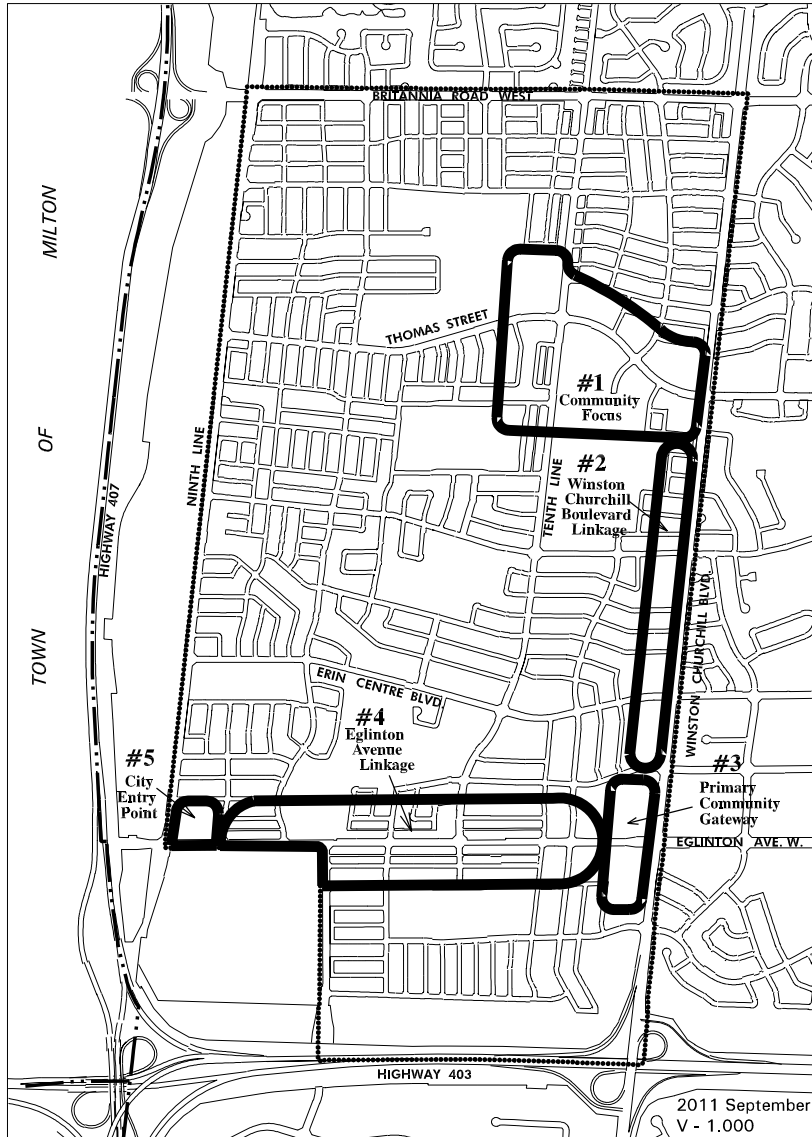 BRITANNIA ROAD WEST
MILTON
OF
TOWN
HIGHWAY 407
NINTH LINE
THOMAS STREET
#1
Community
Focus
#2
Winston
Churchill
Boulevard
Linkage
TENTH LINE
WINSTON CHURCHILL BLVD.
ERIN CENTRE BLVD
#4
Eglinton
Avenue
Linkage
#5
City
Entry
Point
#3
Primary
Community
Gateway
EGLINTON AVE. W.
HIGHWAY 403
2011 September
V - 1.000